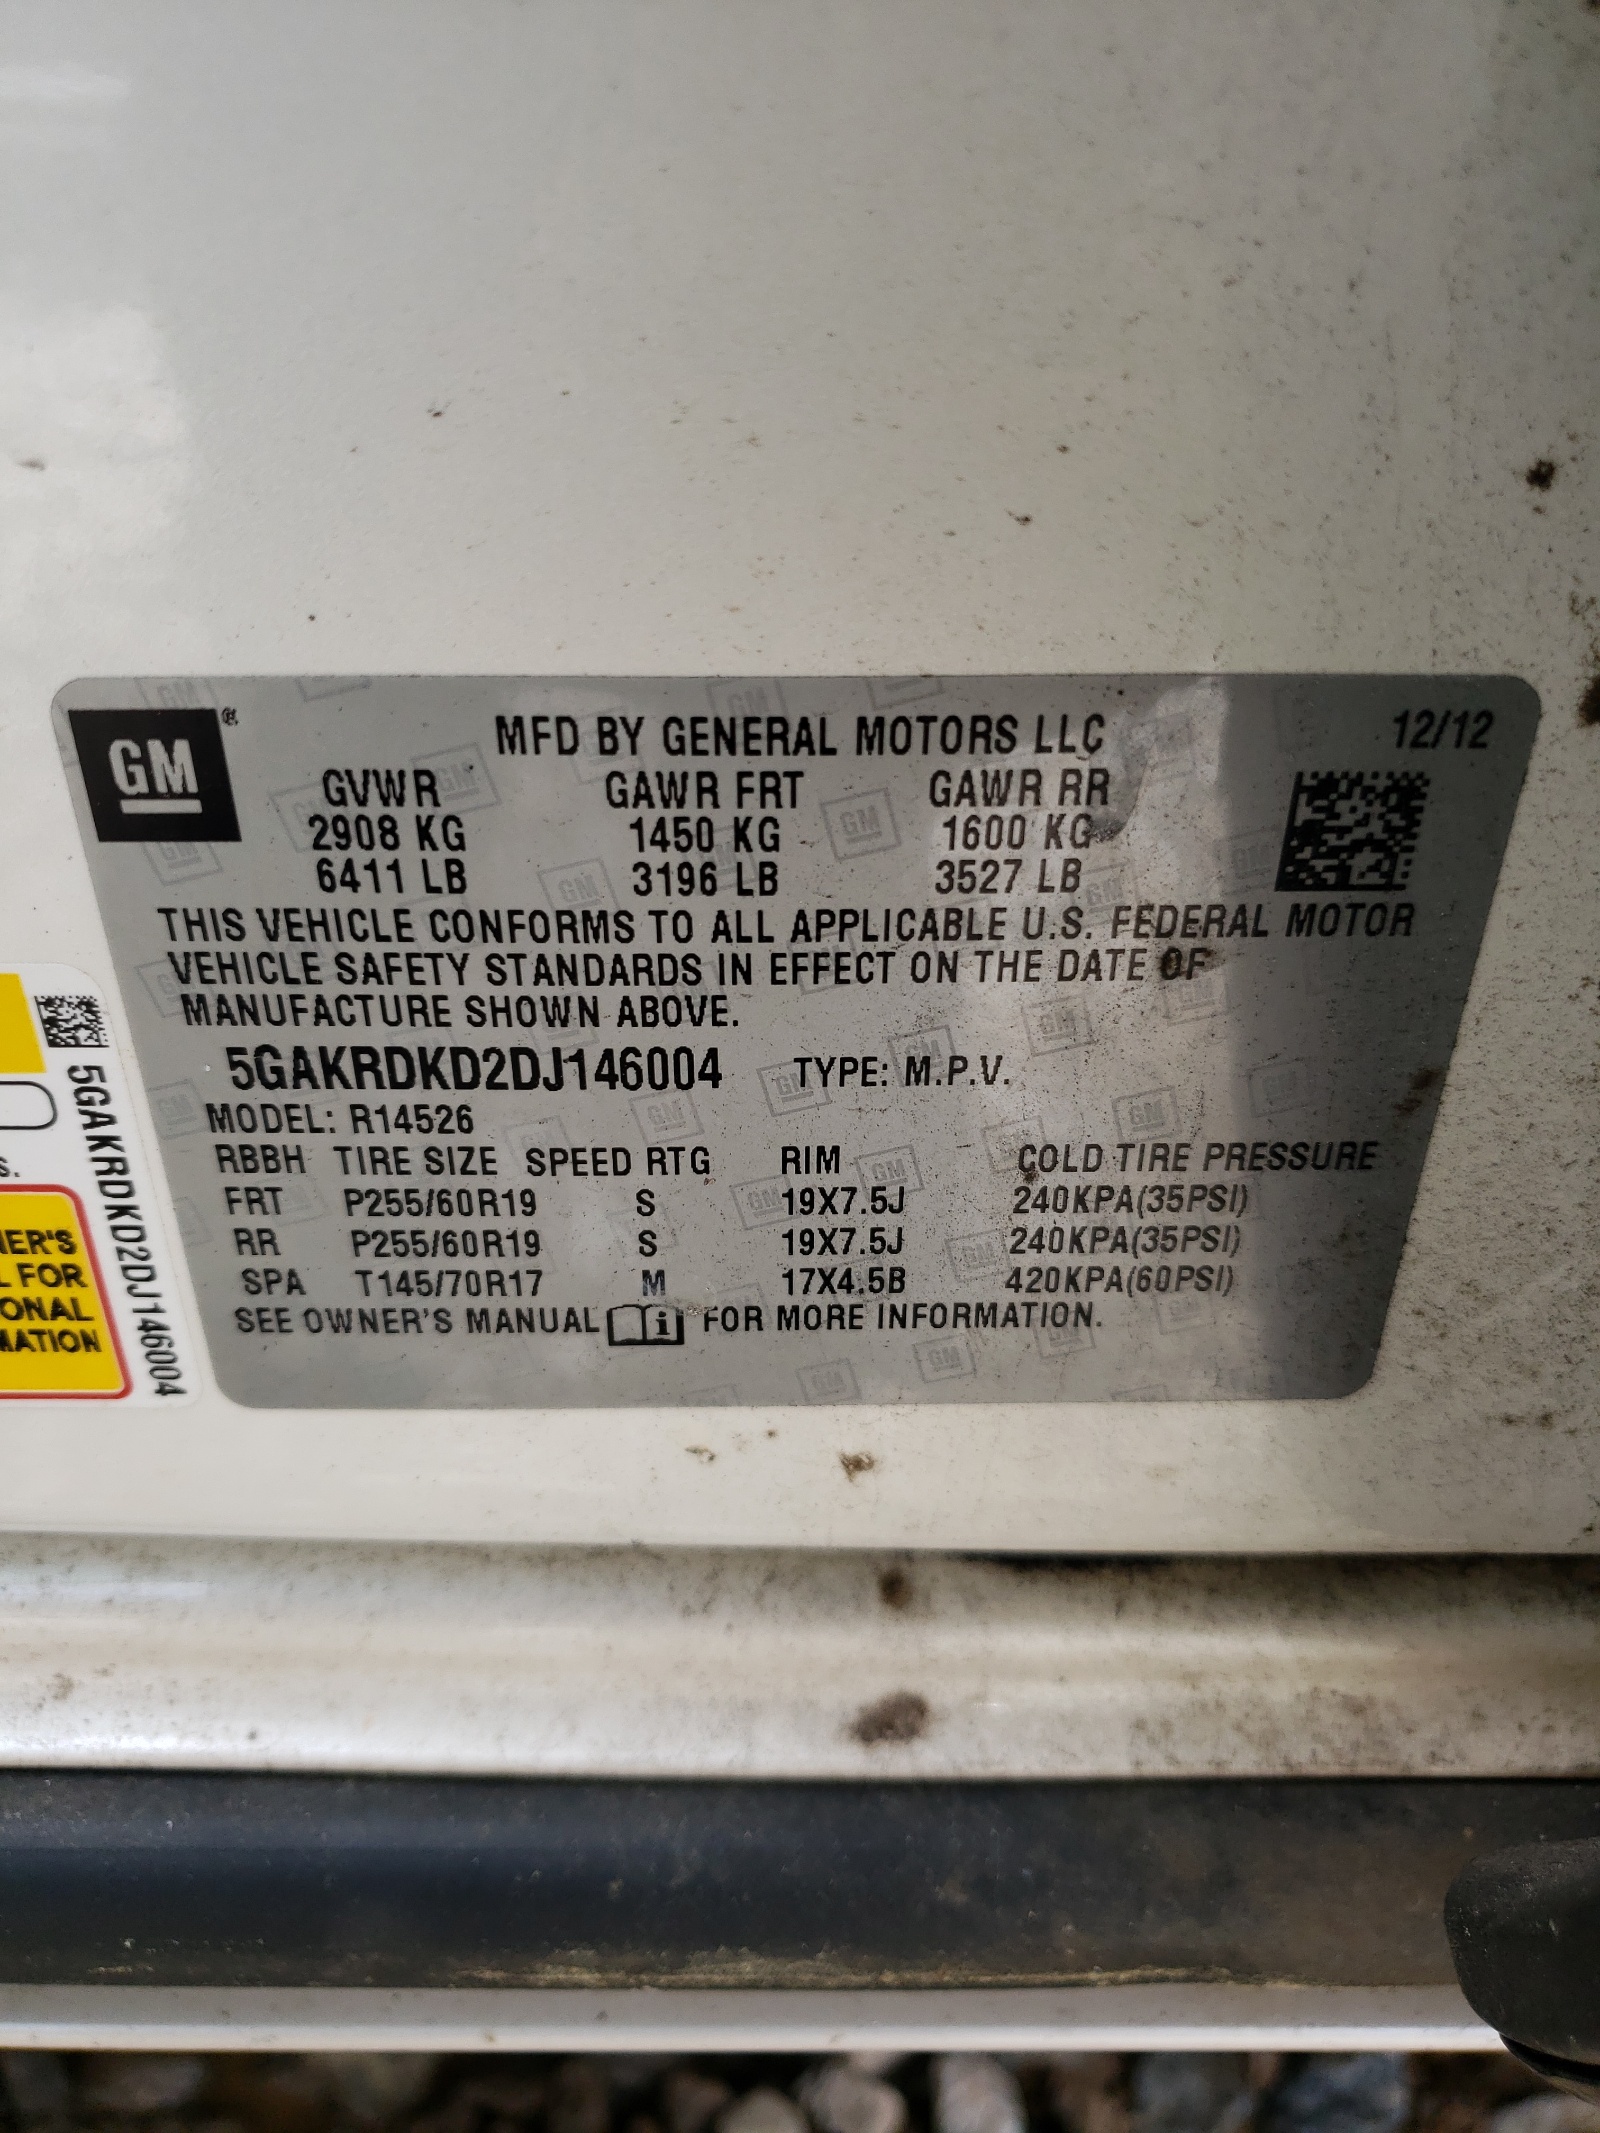 GM ®
MFD BY GENERAL MOTORS LLC 12/12
GVWR GAWR FRT GAWR RR
2908 KG 1450 KG 1600 KG
6411 LB 3196 LB 3527 LB
THIS VEHICLE CONFORMS TO ALL APPLICABLE U.S. FEDERAL MOTOR
VEHICLE SAFETY STANDARDS IN EFFECT ON THE DATE OF
MANUFACTURE SHOWN ABOVE.
5GAKRDKD2DJ146004 TYPE: M.P.V.
MODEL: R14526
RBBH TIRE SIZE SPEED RTG RIM COLD TIRE PRESSURE
FRT P255/60R19 S 19X7.5J 240KPA(35PSI)
RR P255/60R19 S 19X7.5J 240KPA(35PSI)
SPA T145/70R17 M 17X4.5B 420KPA(60PSI)
SEE OWNER'S MANUAL i FOR MORE INFORMATION.
5GAKRDKD2DJ146004
S.
ER'S
L FOR
ONAL
MATION